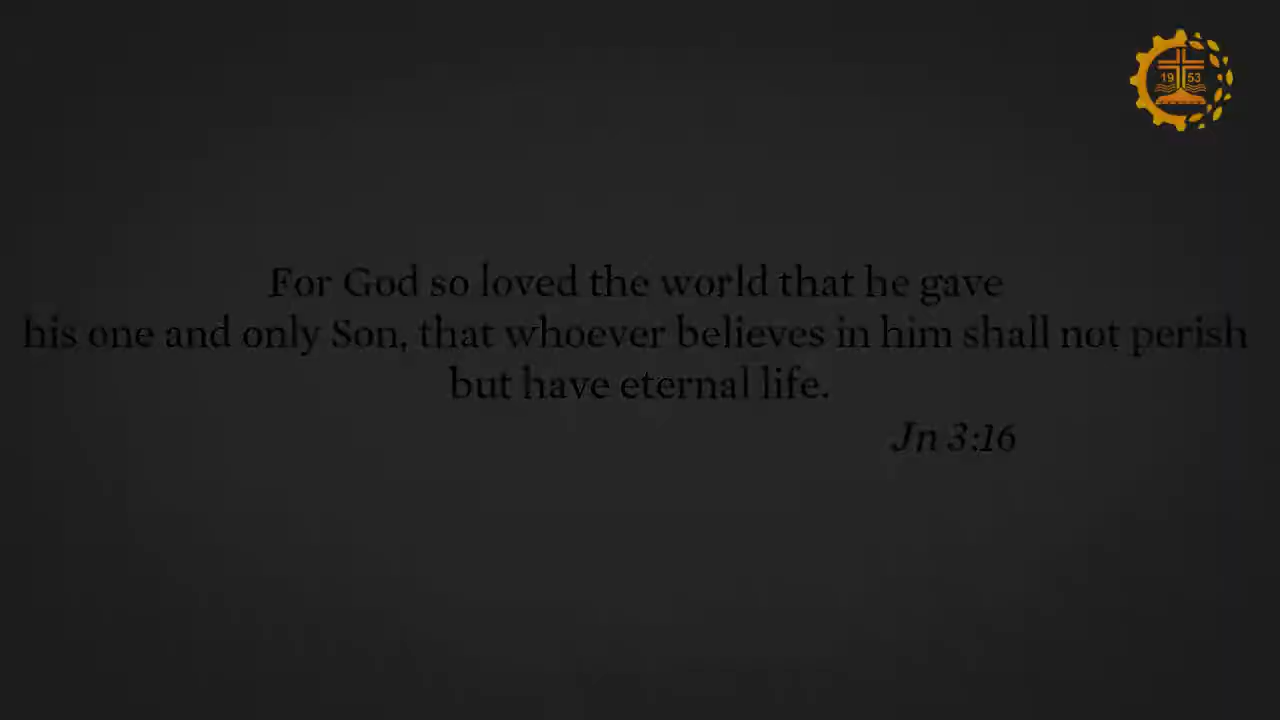 19 53
For God so loved the world that he gave
his one and only Son, that whoever believes in him shall not perish
but have eternal life.
Jn 3:16